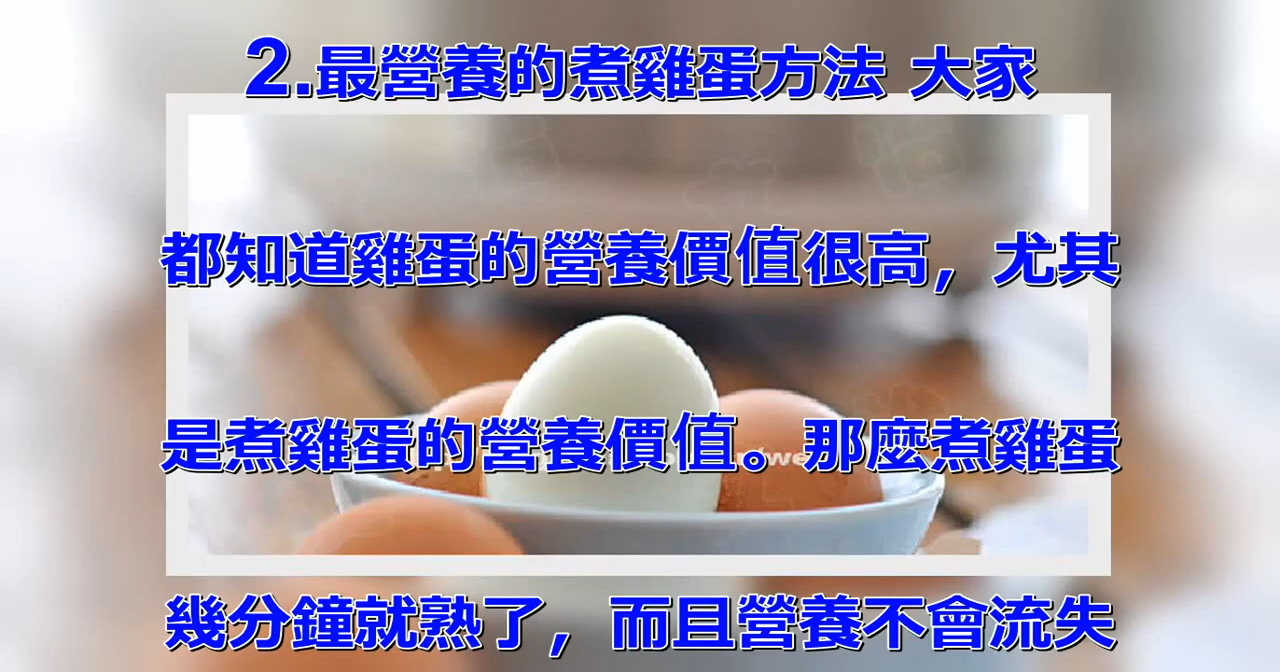 2.最營養的煮雞蛋方法 大家
都知道雞蛋的營養價值很高，尤其
是煮雞蛋的營養價值。那麼煮雞蛋
幾分鐘就熟了，而且營養不會流失